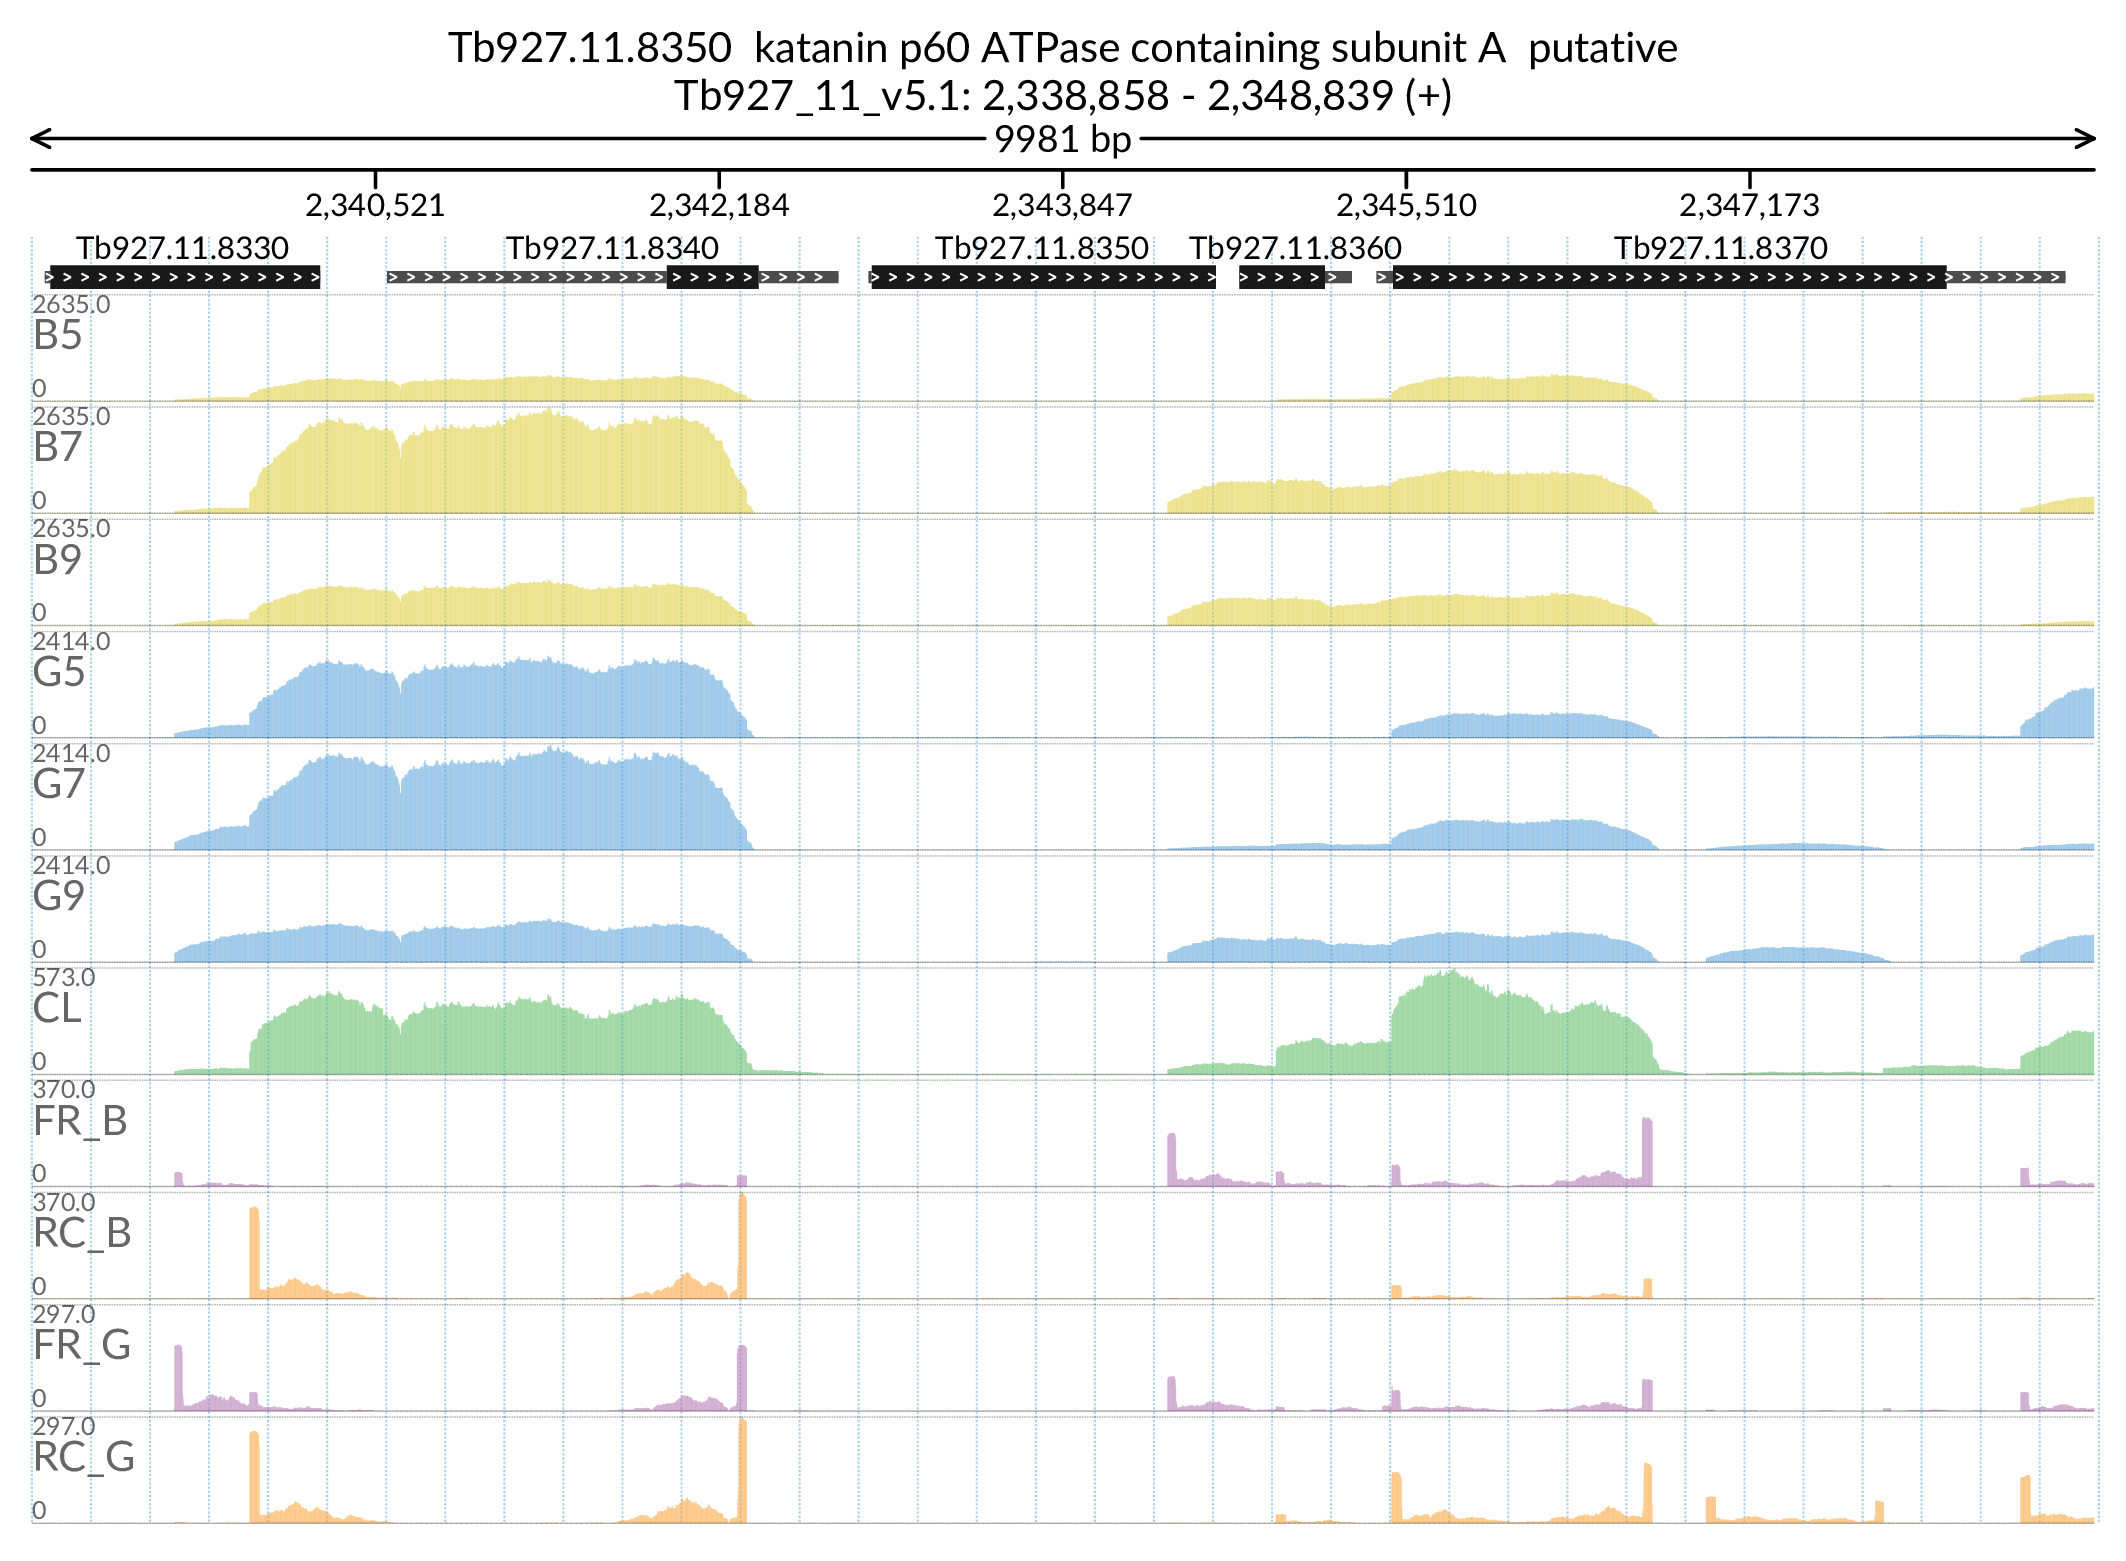 Tb927.11.8350  katanin p60 ATPase containing subunit A  putative
Tb927_11_v5.1: 2,338,858 - 2,348,839 (+)
9981 bp
2,340,521 2,342,184 2,343,847 2,345,510 2,347,173
Tb927.11.8330 Tb927.11.8340 Tb927.11.8350 Tb927.11.8360 Tb927.11.8370
2635.0
B5
0
2635.0
B7
0
2635.0
B9
0
2414.0
G5
0
2414.0
G7
0
2414.0
G9
0
573.0
CL
0
370.0
FR_B
0
370.0
RC_B
0
297.0
FR_G
0
297.0
RC_G
0